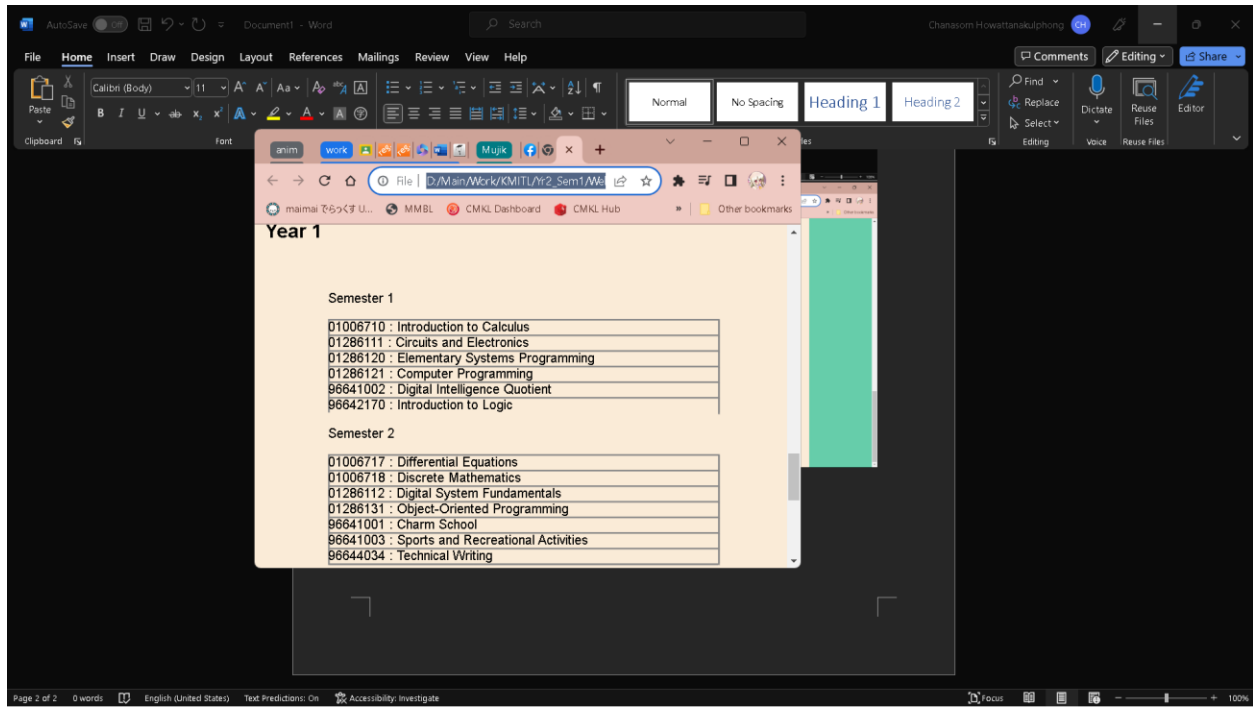 AutoSave Off Document1 - Word Search Chanasorn Howattanakulphong CH
File Home Insert Draw Design Layout References Mailings Review View Help Comments Editing Share
Paste
Clipboard
Calibri (Body) 11
Font
Normal No Spacing Heading 1 Heading 2
Find
Replace
Select
Editing
Dictate
Voice
Reuse Files
Reuse Files
Editor
anim work Mujik
File D:/Main/Work/KMITL/Yr2_Sem1/We
maimai でらっくす U... MMBL CMKL Dashboard CMKL Hub » Other bookmarks
Year 1
Semester 1
01006710 : Introduction to Calculus
01286111 : Circuits and Electronics
01286120 : Elementary Systems Programming
01286121 : Computer Programming
96641002 : Digital Intelligence Quotient
96642170 : Introduction to Logic
Semester 2
01006717 : Differential Equations
01006718 : Discrete Mathematics
01286112 : Digital System Fundamentals
01286131 : Object-Oriented Programming
96641001 : Charm School
96641003 : Sports and Recreational Activities
96644034 : Technical Writing
Page 2 of 2 0 words English (United States) Text Predictions: On Accessibility: Investigate Focus 100%